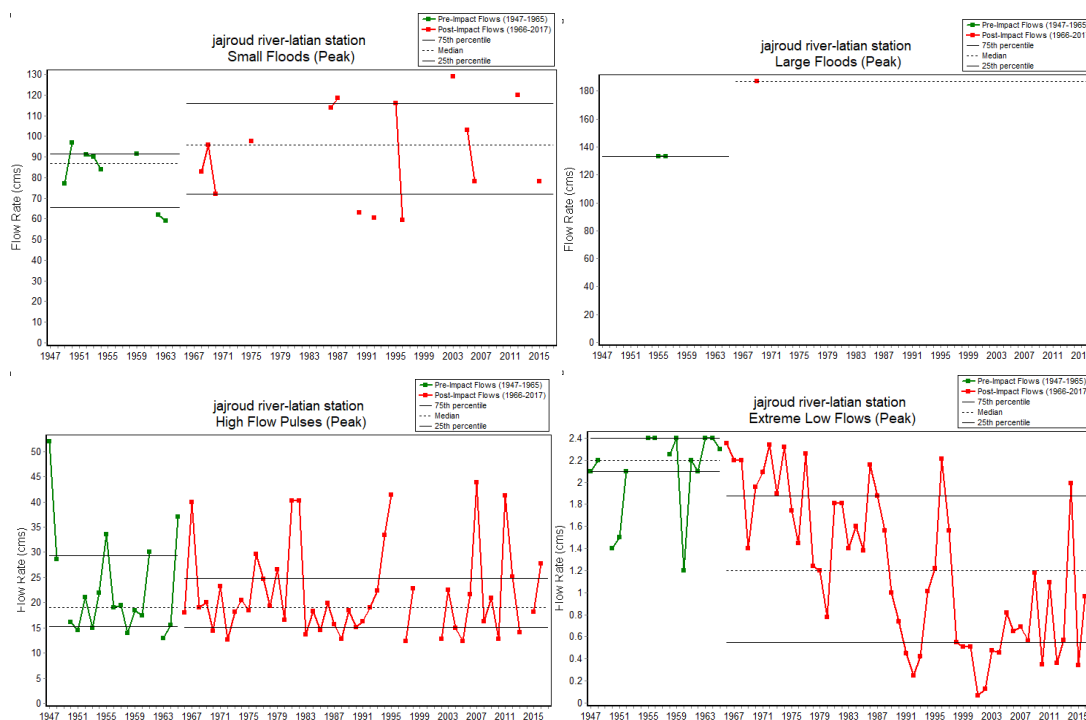 jajroud river-latian station
Small Floods (Peak)
Pre-Impact Flows (1947-1965)
Post-Impact Flows (1966-2017)
75th percentile
Median
25th percentile
Flow Rate (cms)
130
120
110
100
90
80
70
60
50
40
30
20
10
0
1947 1951 1955 1959 1963 1967 1971 1975 1979 1983 1987 1991 1995 1999 2003 2007 2011 2015
jajroud river-latian station
Large Floods (Peak)
Pre-Impact Flows (1947-1965)
Post-Impact Flows (1966-2017)
75th percentile
Median
25th percentile
Flow Rate (cms)
180
160
140
120
100
80
60
40
20
0
1947 1951 1955 1959 1963 1967 1971 1975 1979 1983 1987 1991 1995 1999 2003 2007 2011
jajroud river-latian station
High Flow Pulses (Peak)
Pre-Impact Flows (1947-1965)
Post-Impact Flows (1966-2017)
75th percentile
Median
25th percentile
Flow Rate (cms)
50
45
40
35
30
25
20
15
10
5
0
1947 1951 1955 1959 1963 1967 1971 1975 1979 1983 1987 1991 1995 1999 2003 2007 2011 2015
jajroud river-latian station
Extreme Low Flows (Peak)
Pre-Impact Flows (1947-1965)
Post-Impact Flows (1966-2017)
75th percentile
Median
25th percentile
Flow Rate (cms)
2.4
2.2
2
1.8
1.6
1.4
1.2
1
0.8
0.6
0.4
0.2
0
1947 1951 1955 1959 1963 1967 1971 1975 1979 1983 1987 1991 1995 1999 2003 2007 2011